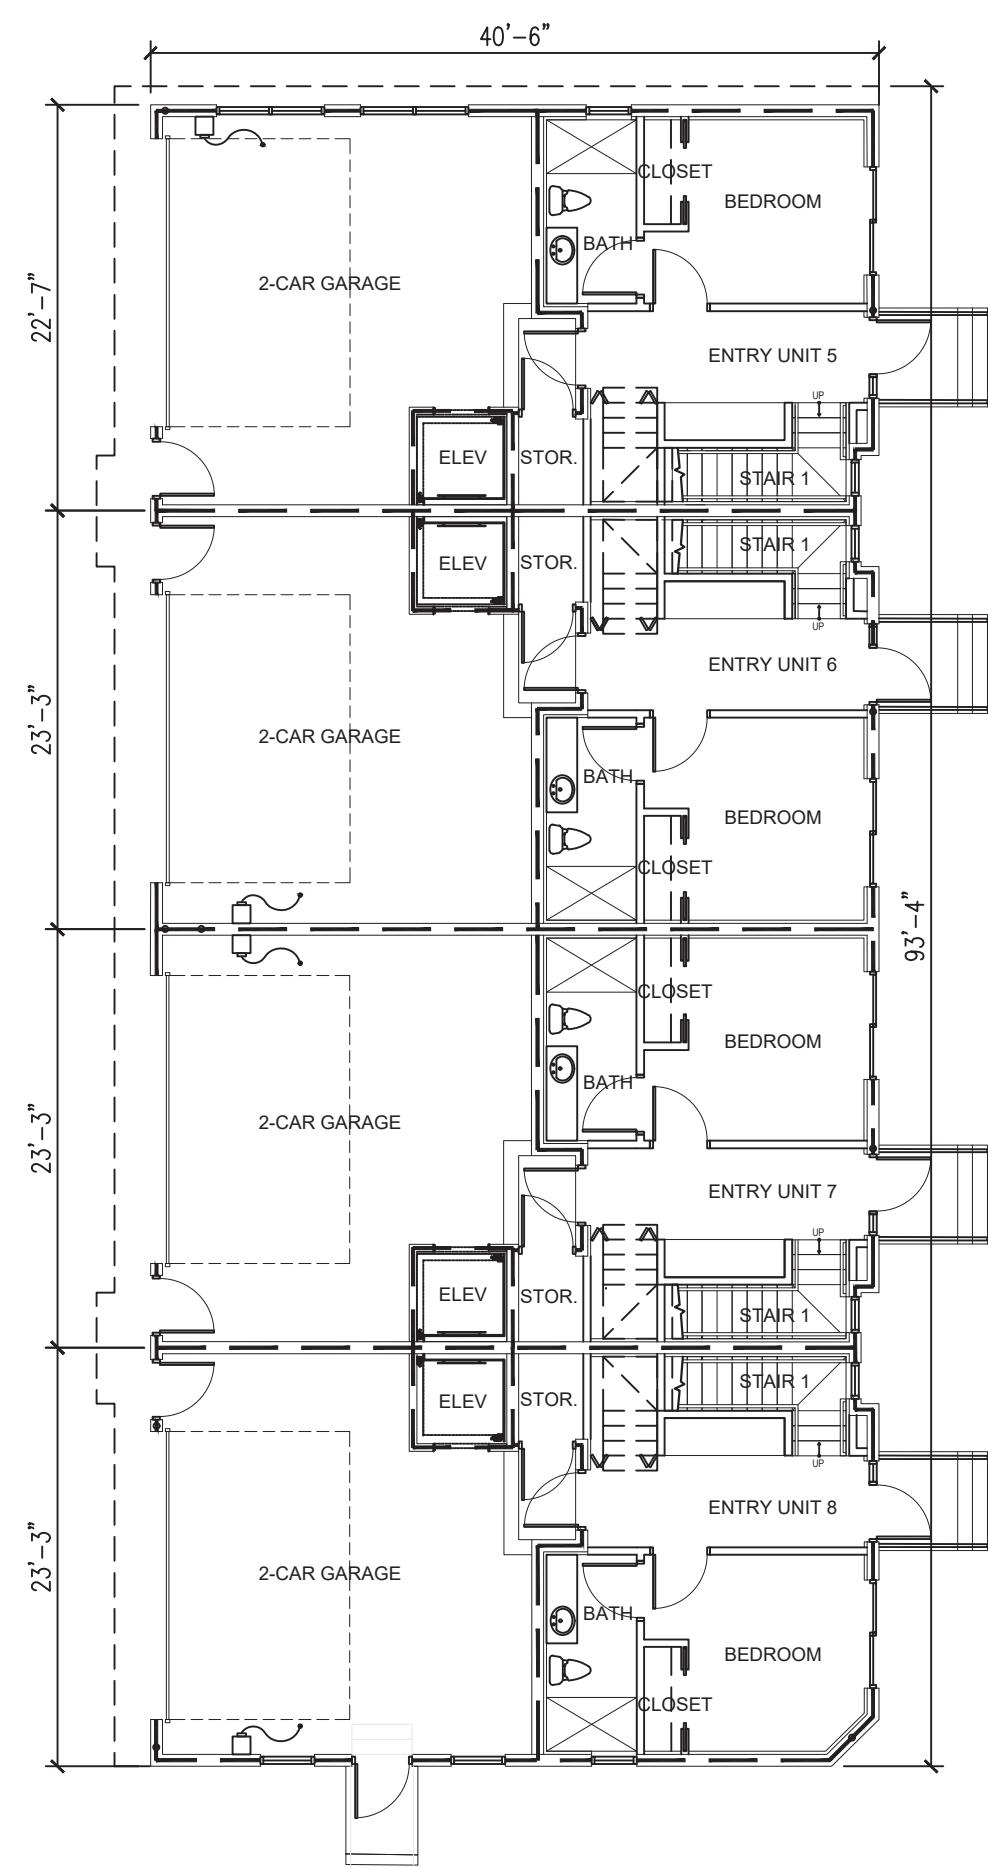 40'-6"
CLOSET
BEDROOM
BATH
2-CAR GARAGE
22'-7"
ENTRY UNIT 5
UP
ELEV
STOR.
STAIR 1
STAIR 1
ELEV
STOR.
UP
ENTRY UNIT 6
23'-3"
2-CAR GARAGE
BATH
BEDROOM
CLOSET
93'-4"
CLOSET
BEDROOM
BATH
2-CAR GARAGE
23'-3"
ENTRY UNIT 7
UP
ELEV
STOR.
STAIR 1
STAIR 1
ELEV
STOR.
UP
ENTRY UNIT 8
23'-3"
2-CAR GARAGE
BATH
BEDROOM
CLOSET